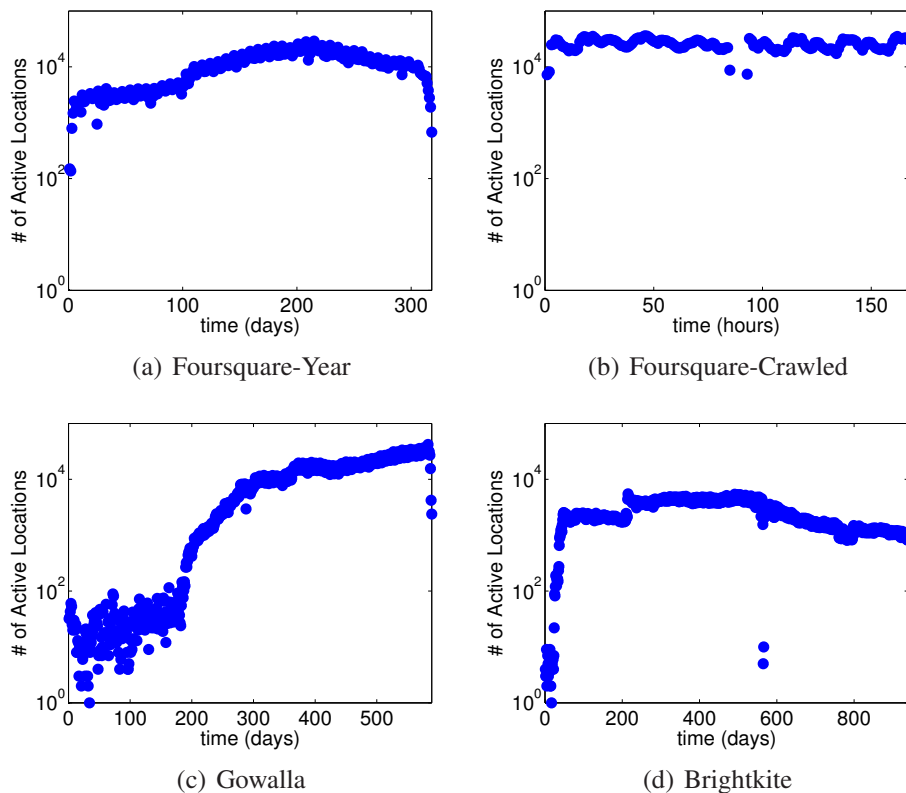 10^4
10^2
10^0
# of Active Locations
0 100 200 300
time (days)
(a) Foursquare-Year
10^4
10^2
10^0
# of Active Locations
0 50 100 150
time (hours)
(b) Foursquare-Crawled
10^4
10^2
10^0
# of Active Locations
0 100 200 300 400 500
time (days)
(c) Gowalla
10^4
10^2
10^0
# of Active Locations
0 200 400 600 800
time (days)
(d) Brightkite